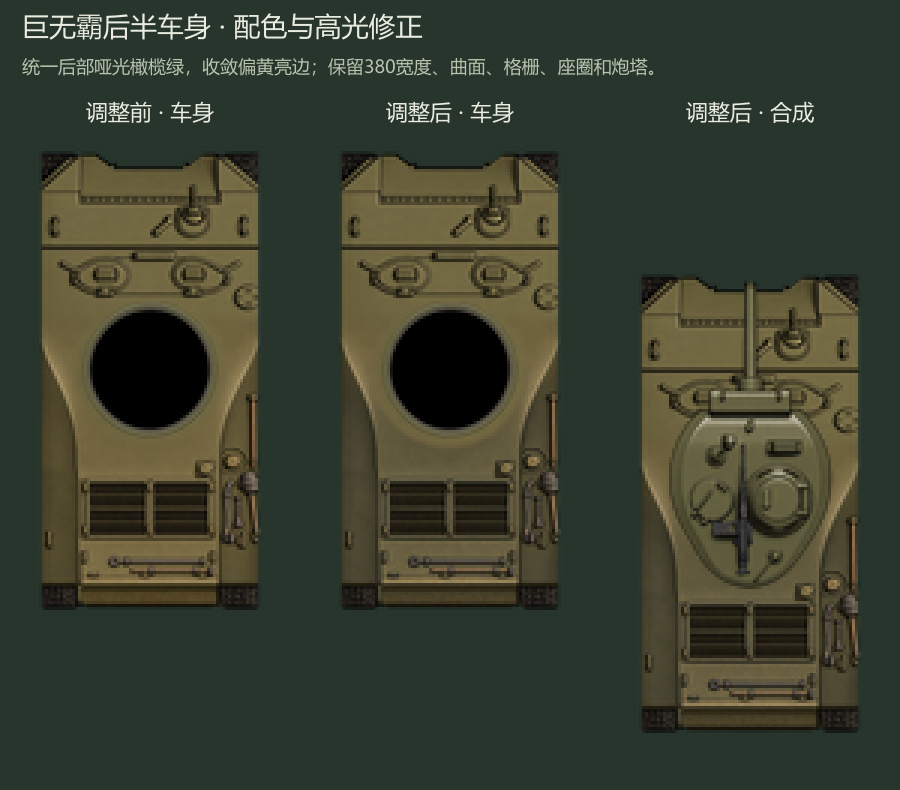 巨无霸后半车身 · 配色与高光修正
统一后部哑光橄榄绿，收敛偏黄亮边；保留380宽度、曲面、格栅、座圈和炮塔。
调整前 · 车身
调整后 · 车身
调整后 · 合成